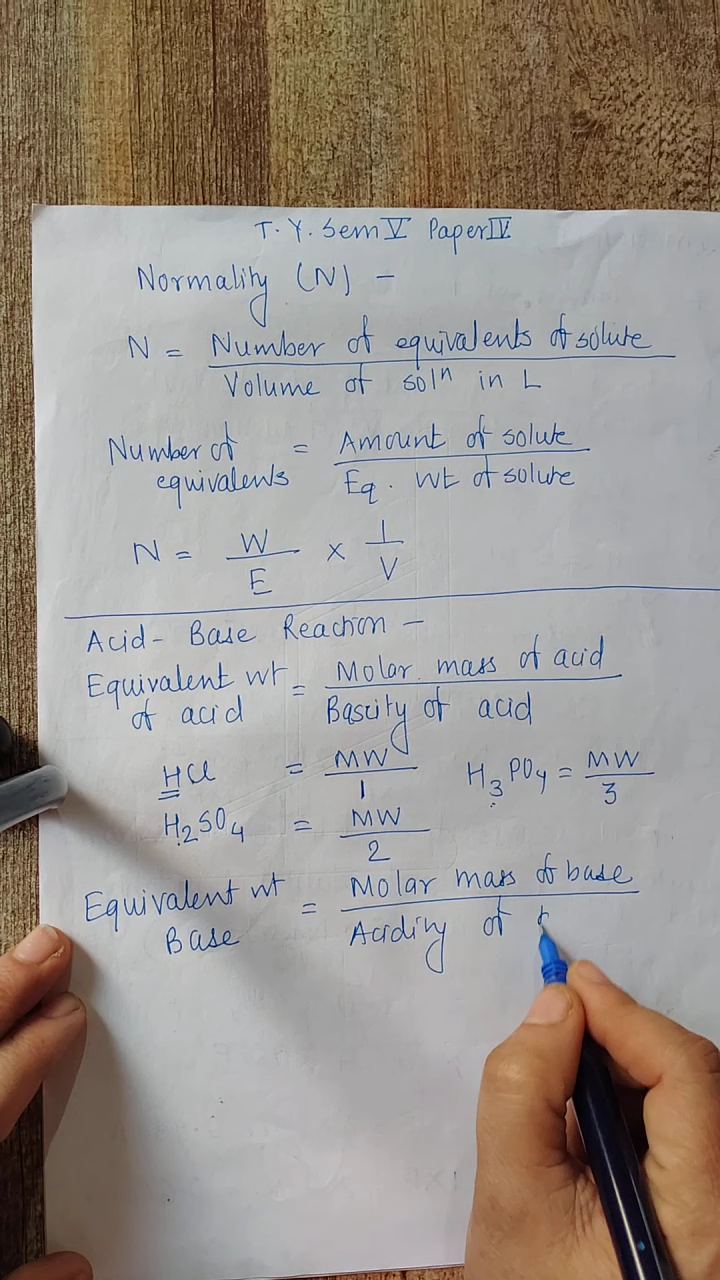 T.Y. Sem V Paper IV
Normality (N) -
N = Number of equivalents of solute
Volume of solⁿ in L
Number of equivalents = Amount of solute
Eq. wt of solute
N = W / E × 1 / V
Acid - Base Reaction -
Equivalent wt of acid = Molar mass of acid
Bascity of acid
HCl = MW / 1
H₃PO₄ = MW / 3
H₂SO₄ = MW / 2
Equivalent wt Base = Molar mass of base
Acidity of